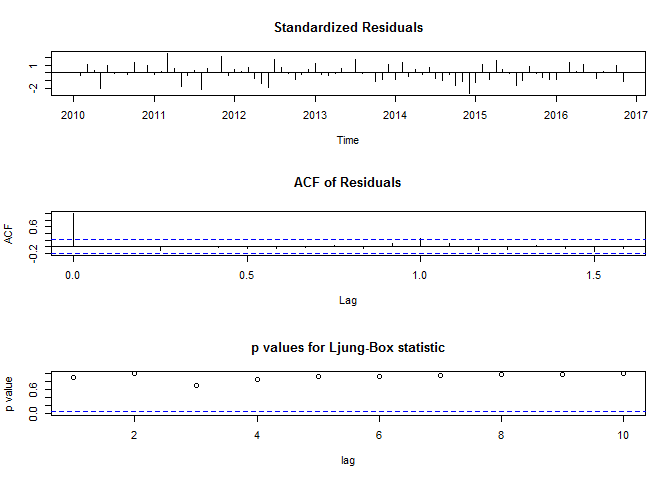 Standardized Residuals
1
-2
2010 2011 2012 2013 2014 2015 2016 2017
Time
ACF of Residuals
ACF
0.6
-0.2
0.0 0.5 1.0 1.5
Lag
p values for Ljung-Box statistic
p value
0.6
0.0
2 4 6 8 10
lag